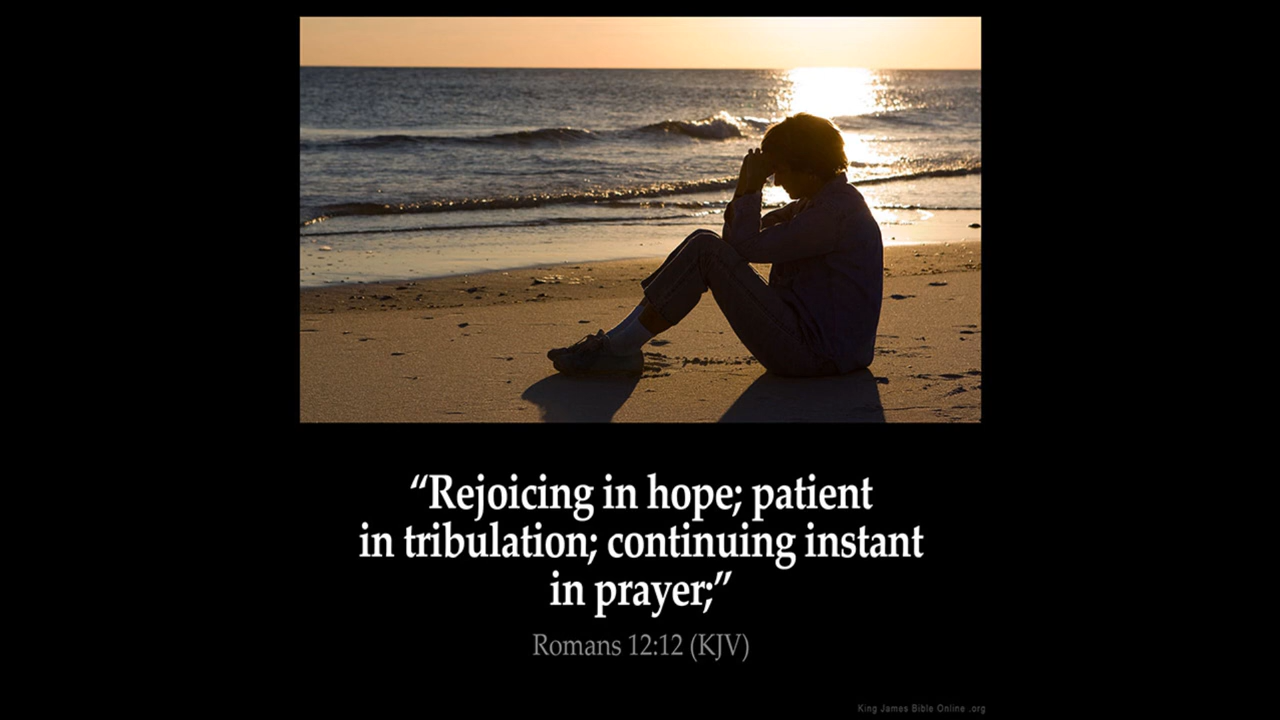 “Rejoicing in hope; patient
in tribulation; continuing instant
in prayer;”
Romans 12:12 (KJV)
King James Bible Online .org